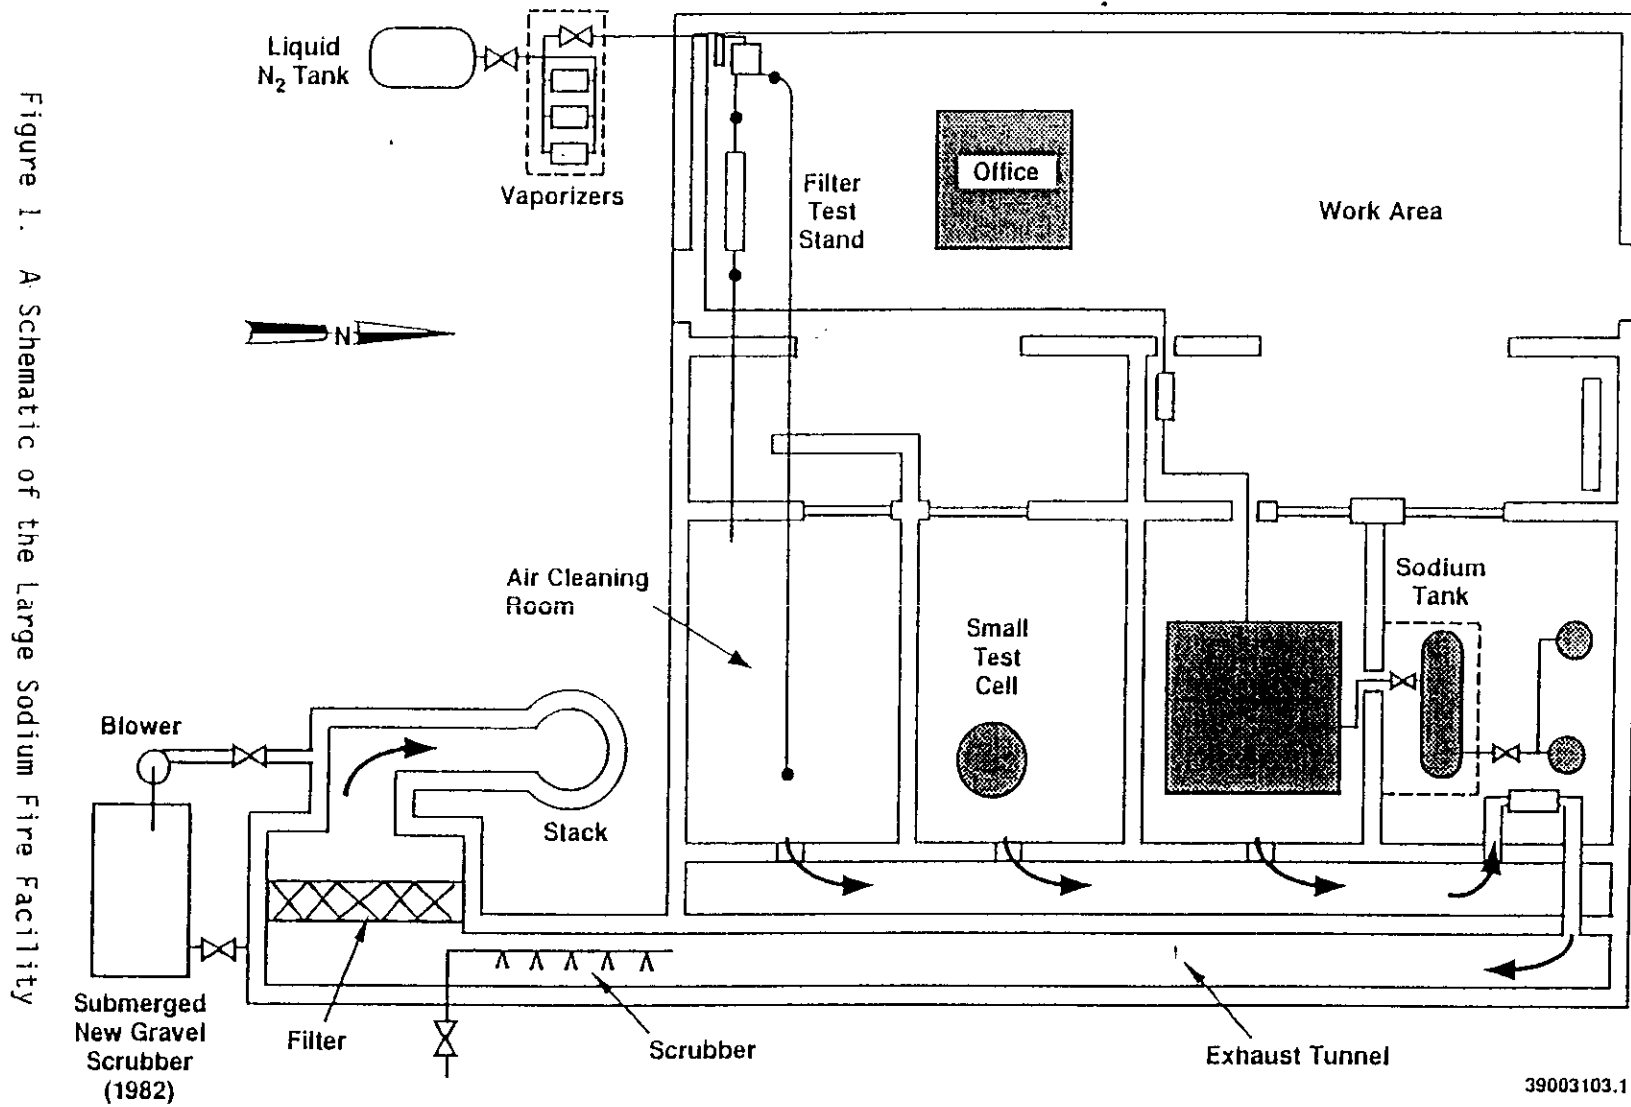 Liquid
N₂ Tank
Vaporizers
Filter
Test
Stand
Office
Work Area
N
Air Cleaning
Room
Small
Test
Cell
Sodium
Tank
Blower
Stack
Submerged
New Gravel
Scrubber
(1982)
Filter
Scrubber
Exhaust Tunnel
39003103.1
Figure 1. A Schematic of the Large Sodium Fire Facility